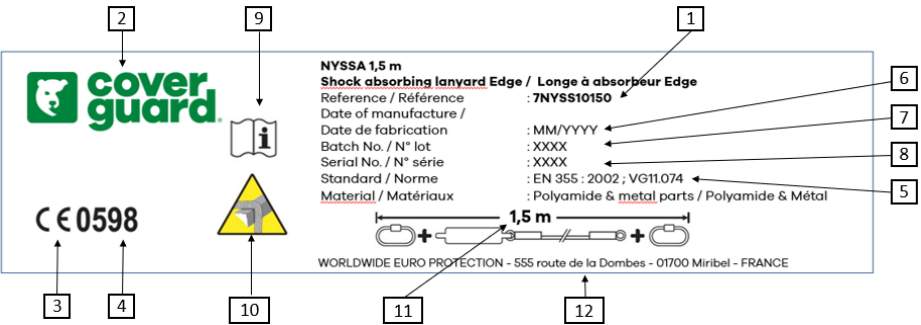 2
9
1
cover
guard.
NYSSA 1,5 m
Shock absorbing lanyard Edge / Longe à absorbeur Edge
Reference / Référence : 7NYSS10150
Date of manufacture /
Date de fabrication : MM/YYYY
Batch No. / N° lot : XXXX
Serial No. / N° série : XXXX
Standard / Norme : EN 355 : 2002 ; VG11.074
Material / Matériaux : Polyamide & metal parts / Polyamide & Métal
6
7
8
5
i
CE 0598
1,5 m
+ +
WORLDWIDE EURO PROTECTION - 555 route de la Dombes - 01700 Miribel - FRANCE
3
4
10
11
12